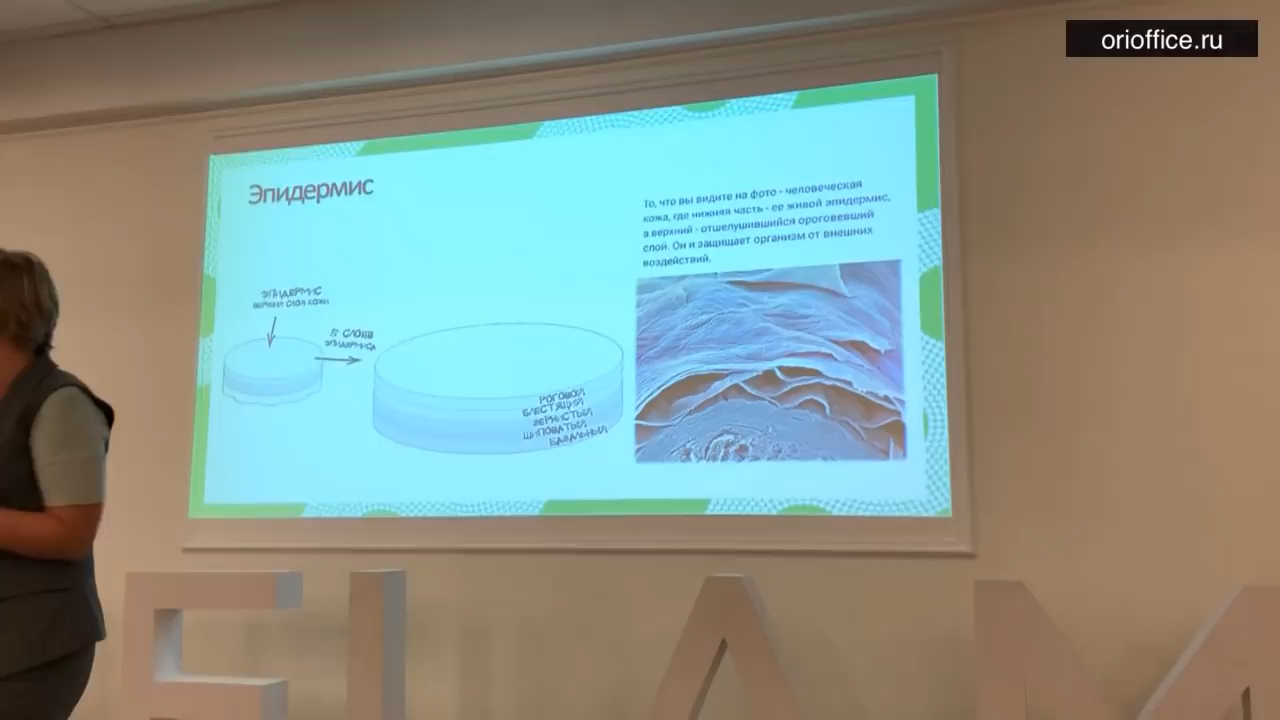 orioffice.ru
Эпидермис
То, что вы видите на фото - человеческая
кожа, где нижняя часть - ее живой эпидермис,
а верхний - отшелушившийся ороговевший
слой. Он и защищает организм от внешних
воздействий.
ЭПИДЕРМИС
ВЕРХНИЙ СЛОЙ КОЖИ
5 СЛОЕВ
ЭПИДЕРМИСА
РОГОВОЙ
БЛЕСТЯЩИЙ
ЗЕРНИСТЫЙ
ШИПОВАТЫЙ
БАЗАЛЬНЫЙ